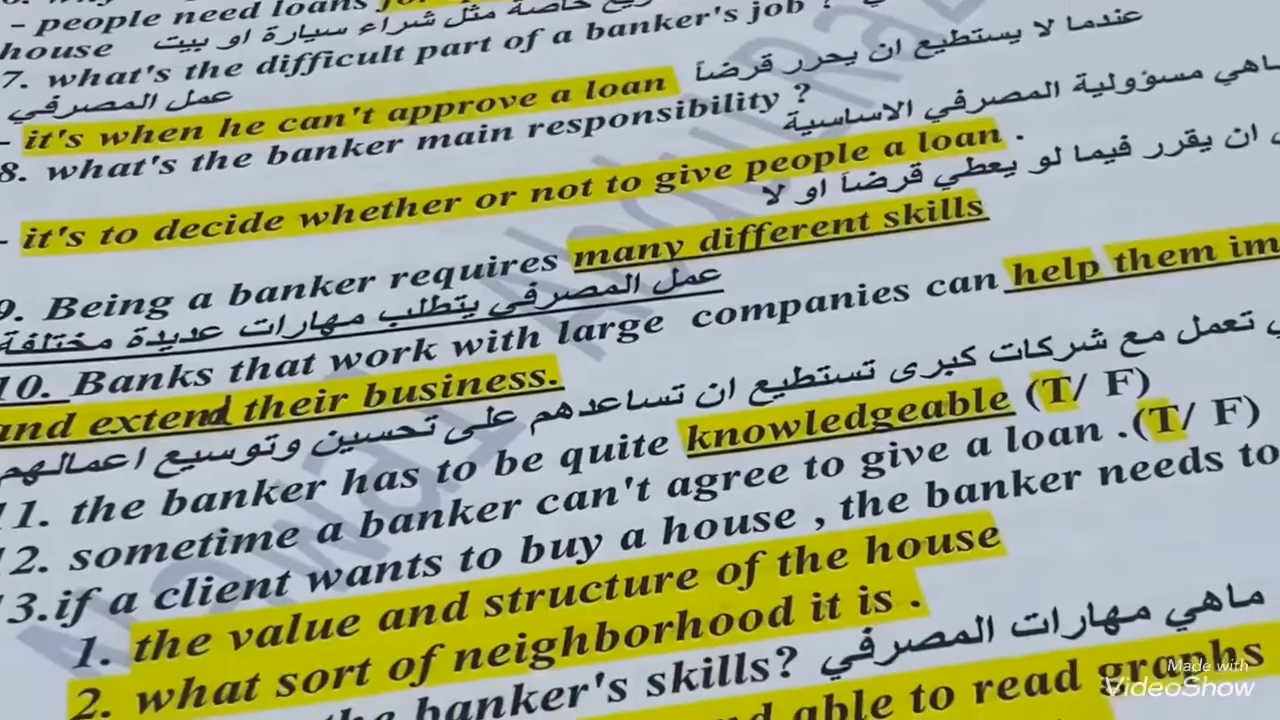 - people need loans
house خاصة مثل شراء سيارة او بيت
7. what's the difficult part of a banker's job ?
عمل المصرفي
- it's when he can't approve a loan عندما لا يستطيع ان يحرر قرضاً
8. what's the banker main responsibility ? ماهي مسؤولية المصرفي الاساسية
- it's to decide whether or not to give people a loan .
ان يقرر فيما لو يعطي قرضاً او لا
9. Being a banker requires many different skills
عمل المصرفي يتطلب مهارات عديدة مختلفة
10. Banks that work with large companies can help them im
and extend their business.
تعمل مع شركات كبرى تستطيع ان تساعدهم على تحسين وتوسيع اعمالهم
11. the banker has to be quite knowledgeable (T/ F)
12. sometime a banker can't agree to give a loan .(T/ F)
13.if a client wants to buy a house , the banker needs to
1. the value and structure of the house
2. what sort of neighborhood it is .
the banker's skills? ماهي مهارات المصرفي
able to read graphs
Made with
VideoShow